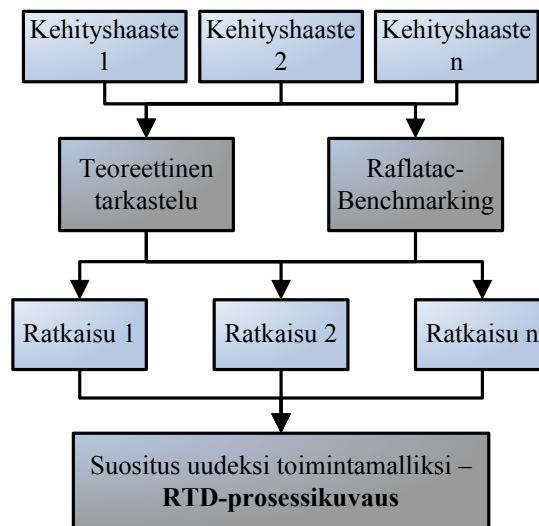 Kehityshaaste
1
Kehityshaaste
2
Kehityshaaste
n
Teoreettinen
tarkastelu
Raflatac-
Benchmarking
Ratkaisu 1
Ratkaisu 2
Ratkaisu n
Suositus uudeksi toimintamalliksi –
RTD-prosessikuvaus